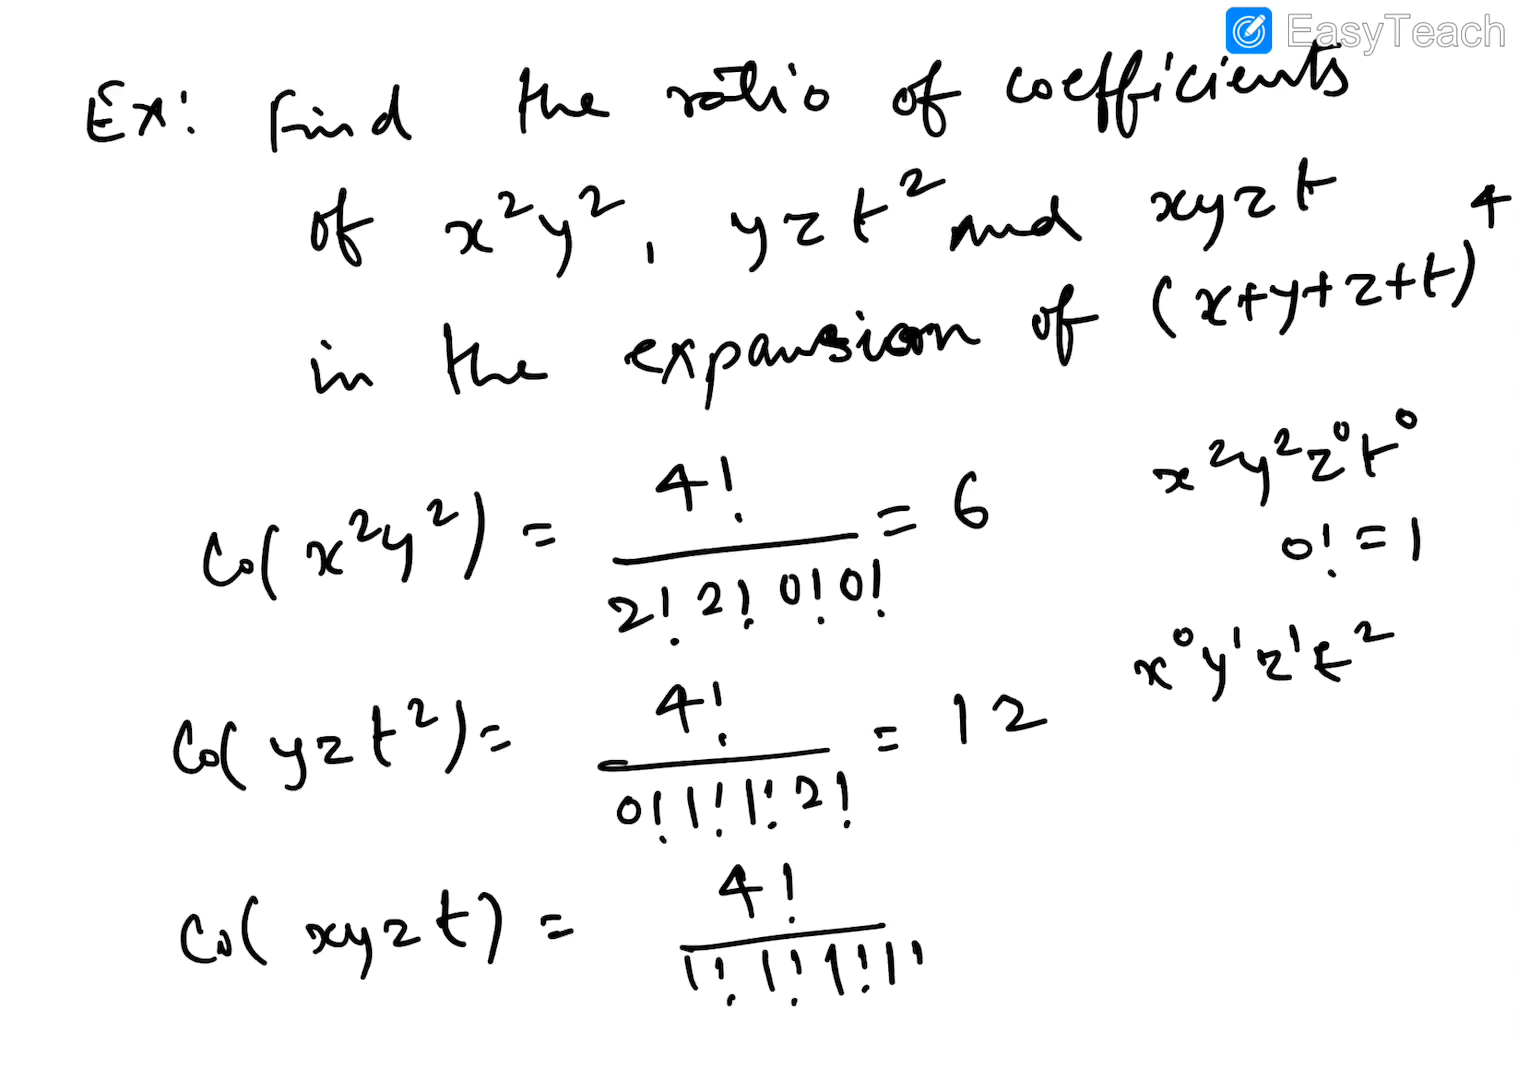 EasyTeach
Ex: Find the ratio of coefficients
of x²y², yzt² and xyzt
in the expansion of (x+y+z+t)⁴
Co(x²y²) = 4!/(2! 2! 0! 0!) = 6
x²y²z⁰t⁰
0! = 1
Co(yzt²) = 4!/(0! 1! 1! 2!) = 12
x⁰y¹z¹t²
Co(xyzt) = 4!/(1! 1! 1! 1!